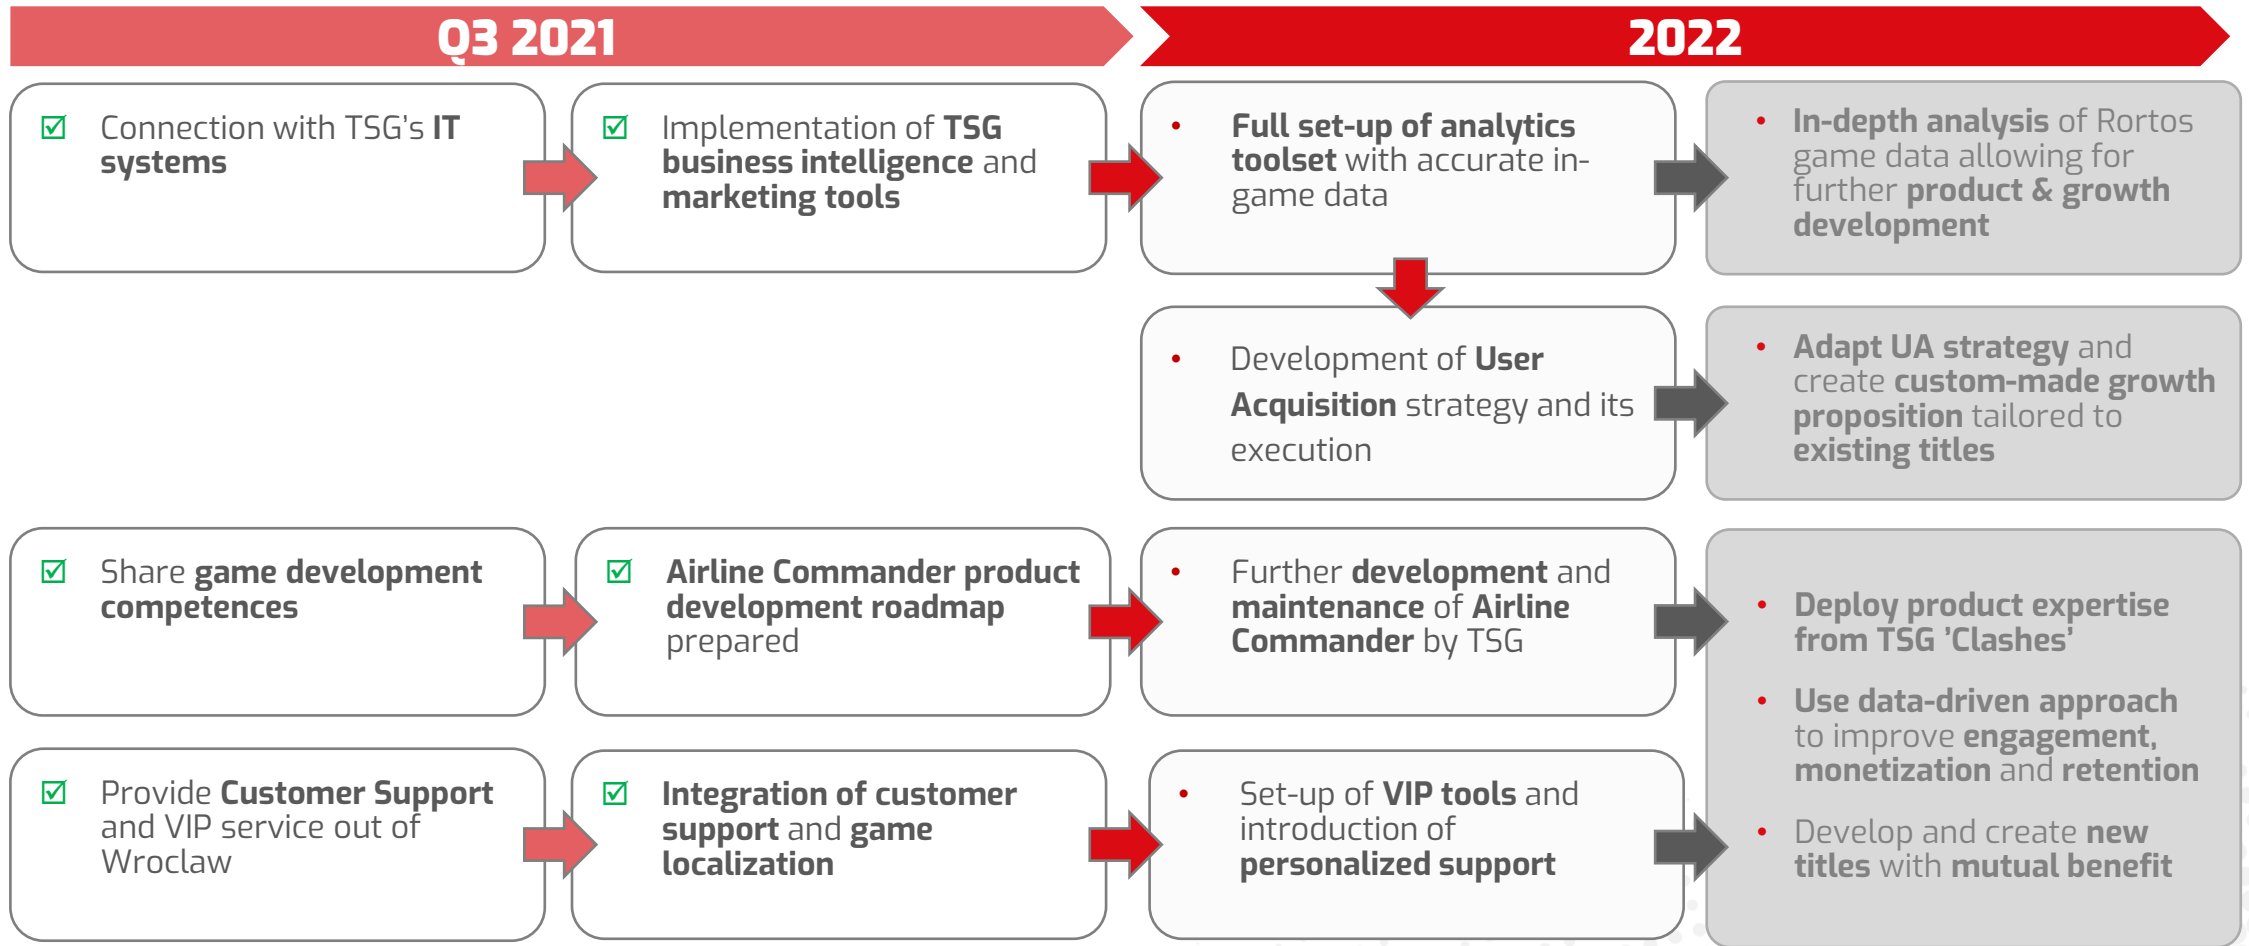 Q3 2021
2022
Connection with TSG's IT
systems
Implementation of TSG
business intelligence and
marketing tools
• Full set-up of analytics
toolset with accurate in-
game data
• In-depth analysis of Rortos
game data allowing for
further product & growth
development
• Development of User
Acquisition strategy and its
execution
• Adapt UA strategy and
create custom-made growth
proposition tailored to
existing titles
Share game development
competences
Airline Commander product
development roadmap
prepared
• Further development and
maintenance of Airline
Commander by TSG
• Deploy product expertise
from TSG ’Clashes’
• Use data-driven approach
to improve engagement,
monetization and retention
• Develop and create new
titles with mutual benefit
Provide Customer Support
and VIP service out of
Wroclaw
Integration of customer
support and game
localization
• Set-up of VIP tools and
introduction of
personalized support